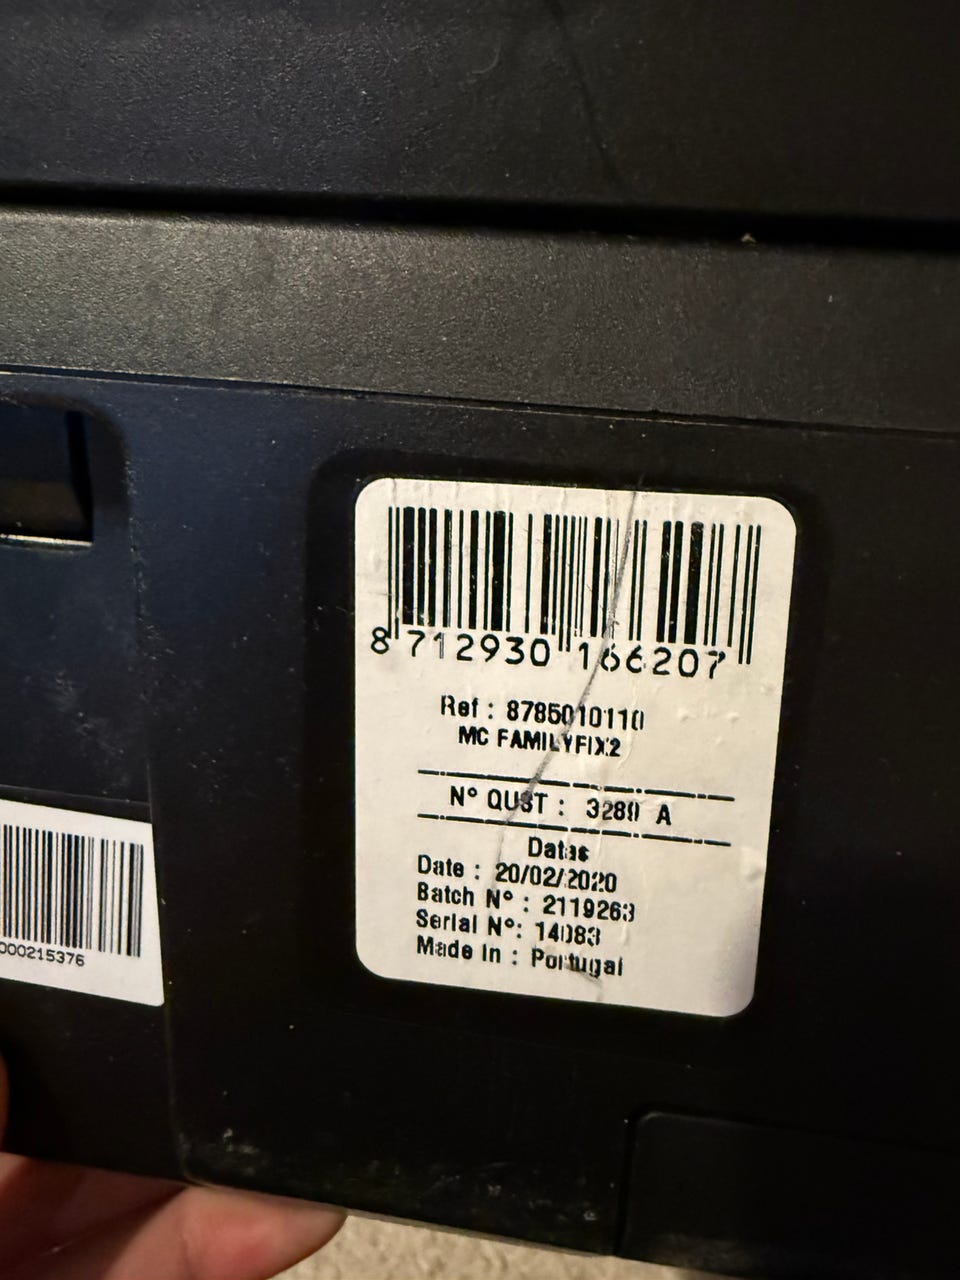 8 712930 166207
Ref : 8785010110
MC FAMILYFIX2
N° QUST : 3289 A
Datas
Date : 20/02/2020
Batch N° : 2119263
Serial N°: 14083
Made in : Portugal
000215376